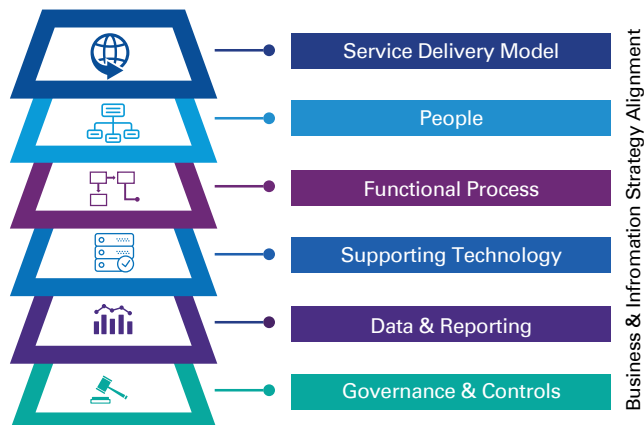 Service Delivery Model
People
Functional Process
Supporting Technology
Data & Reporting
Governance & Controls
Business & Infromation Strategy Alignment